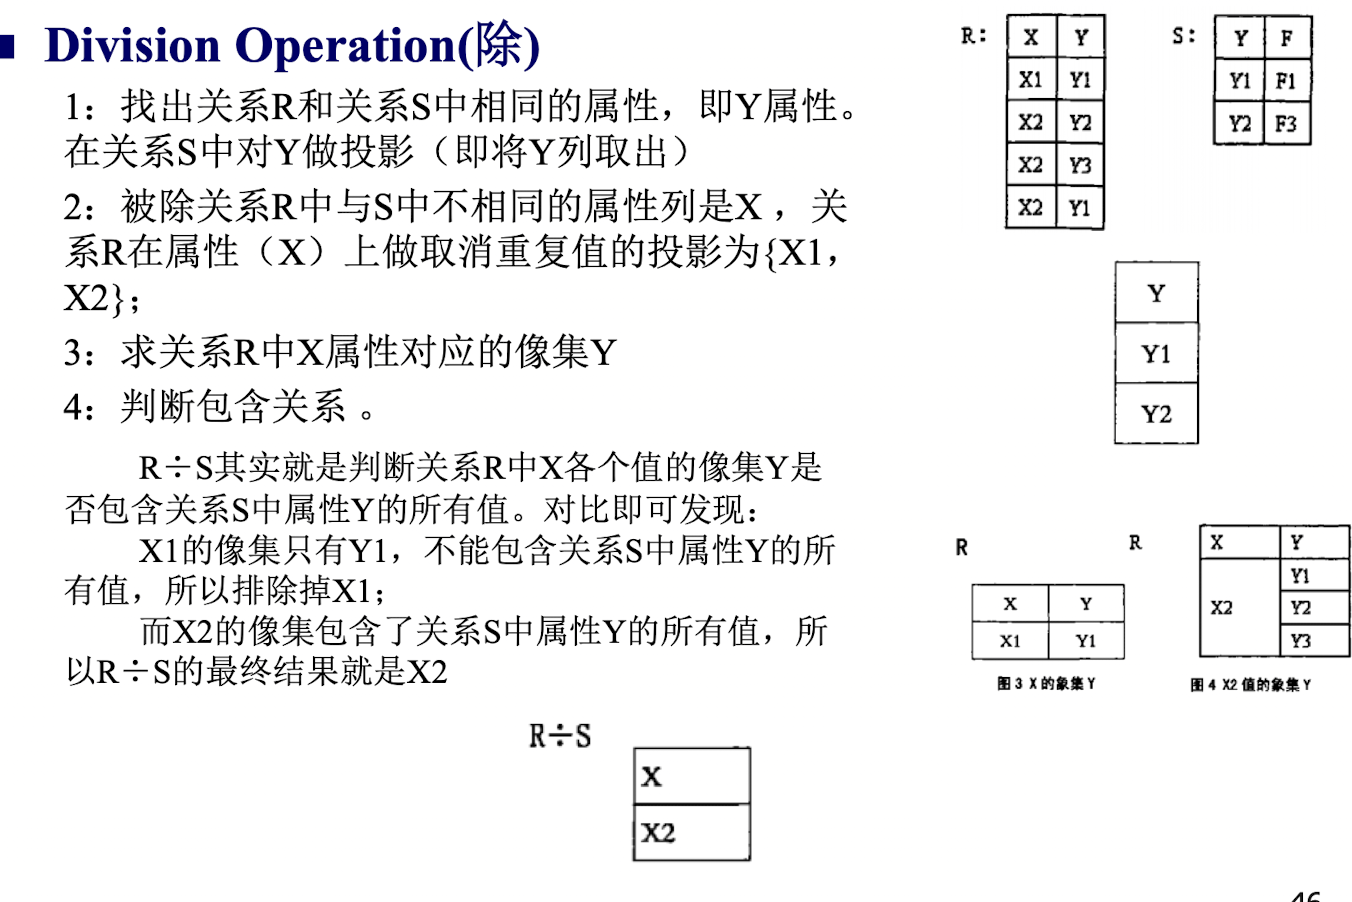 Division Operation(除)
1：找出关系R和关系S中相同的属性，即Y属性。
在关系S中对Y做投影（即将Y列取出）
2：被除关系R中与S中不相同的属性列是X ，关
系R在属性（X）上做取消重复值的投影为{X1，
X2}；
3：求关系R中X属性对应的像集Y
4：判断包含关系 。
R÷S其实就是判断关系R中X各个值的像集Y是
否包含关系S中属性Y的所有值。对比即可发现：
X1的像集只有Y1，不能包含关系S中属性Y的所
有值，所以排除掉X1；
而X2的像集包含了关系S中属性Y的所有值，所
以R÷S的最终结果就是X2
R:
X Y
X1 Y1
X2 Y2
X2 Y3
X2 Y1
S:
Y F
Y1 F1
Y2 F3
Y
Y1
Y2
R
X Y
X1 Y1
图3 X的象集Y
R
X Y
Y1
X2 Y2
Y3
图4 X2值的象集Y
R÷S
X
X2
46